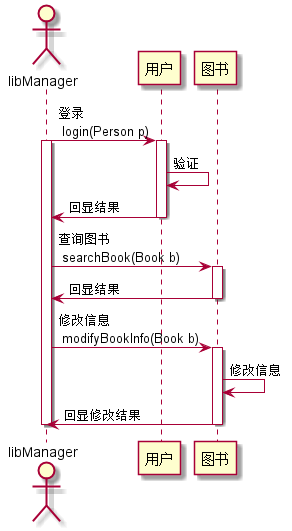 libManager
用户
图书
登录
login(Person p)
验证
回显结果
查询图书
searchBook(Book b)
回显结果
修改信息
modifyBookInfo(Book b)
修改信息
回显修改结果
libManager
用户
图书